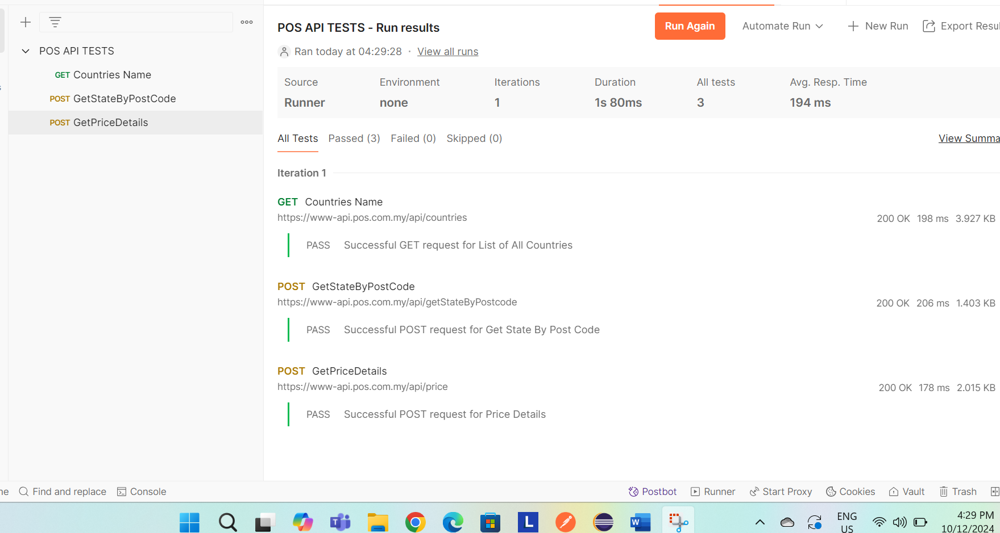 POS API TESTS
GET Countries Name
POST GetStateByPostCode
POST GetPriceDetails
POS API TESTS - Run results
Run Again
Automate Run
New Run
Export Resul
Ran today at 04:29:28 · View all runs
Source Environment Iterations Duration All tests Avg. Resp. Time
Runner none 1 1s 80ms 3 194 ms
All Tests Passed (3) Failed (0) Skipped (0) View Summa
Iteration 1
GET Countries Name
https://www-api.pos.com.my/api/countries 200 OK 198 ms 3.927 KB
PASS Successful GET request for List of All Countries
POST GetStateByPostCode
https://www-api.pos.com.my/api/getStateByPostcode 200 OK 206 ms 1.403 KB
PASS Successful POST request for Get State By Post Code
POST GetPriceDetails
https://www-api.pos.com.my/api/price 200 OK 178 ms 2.015 KB
PASS Successful POST request for Price Details
ne Find and replace Console Postbot Runner Start Proxy Cookies Vault Trash
ENG
US
4:29 PM
10/12/2024